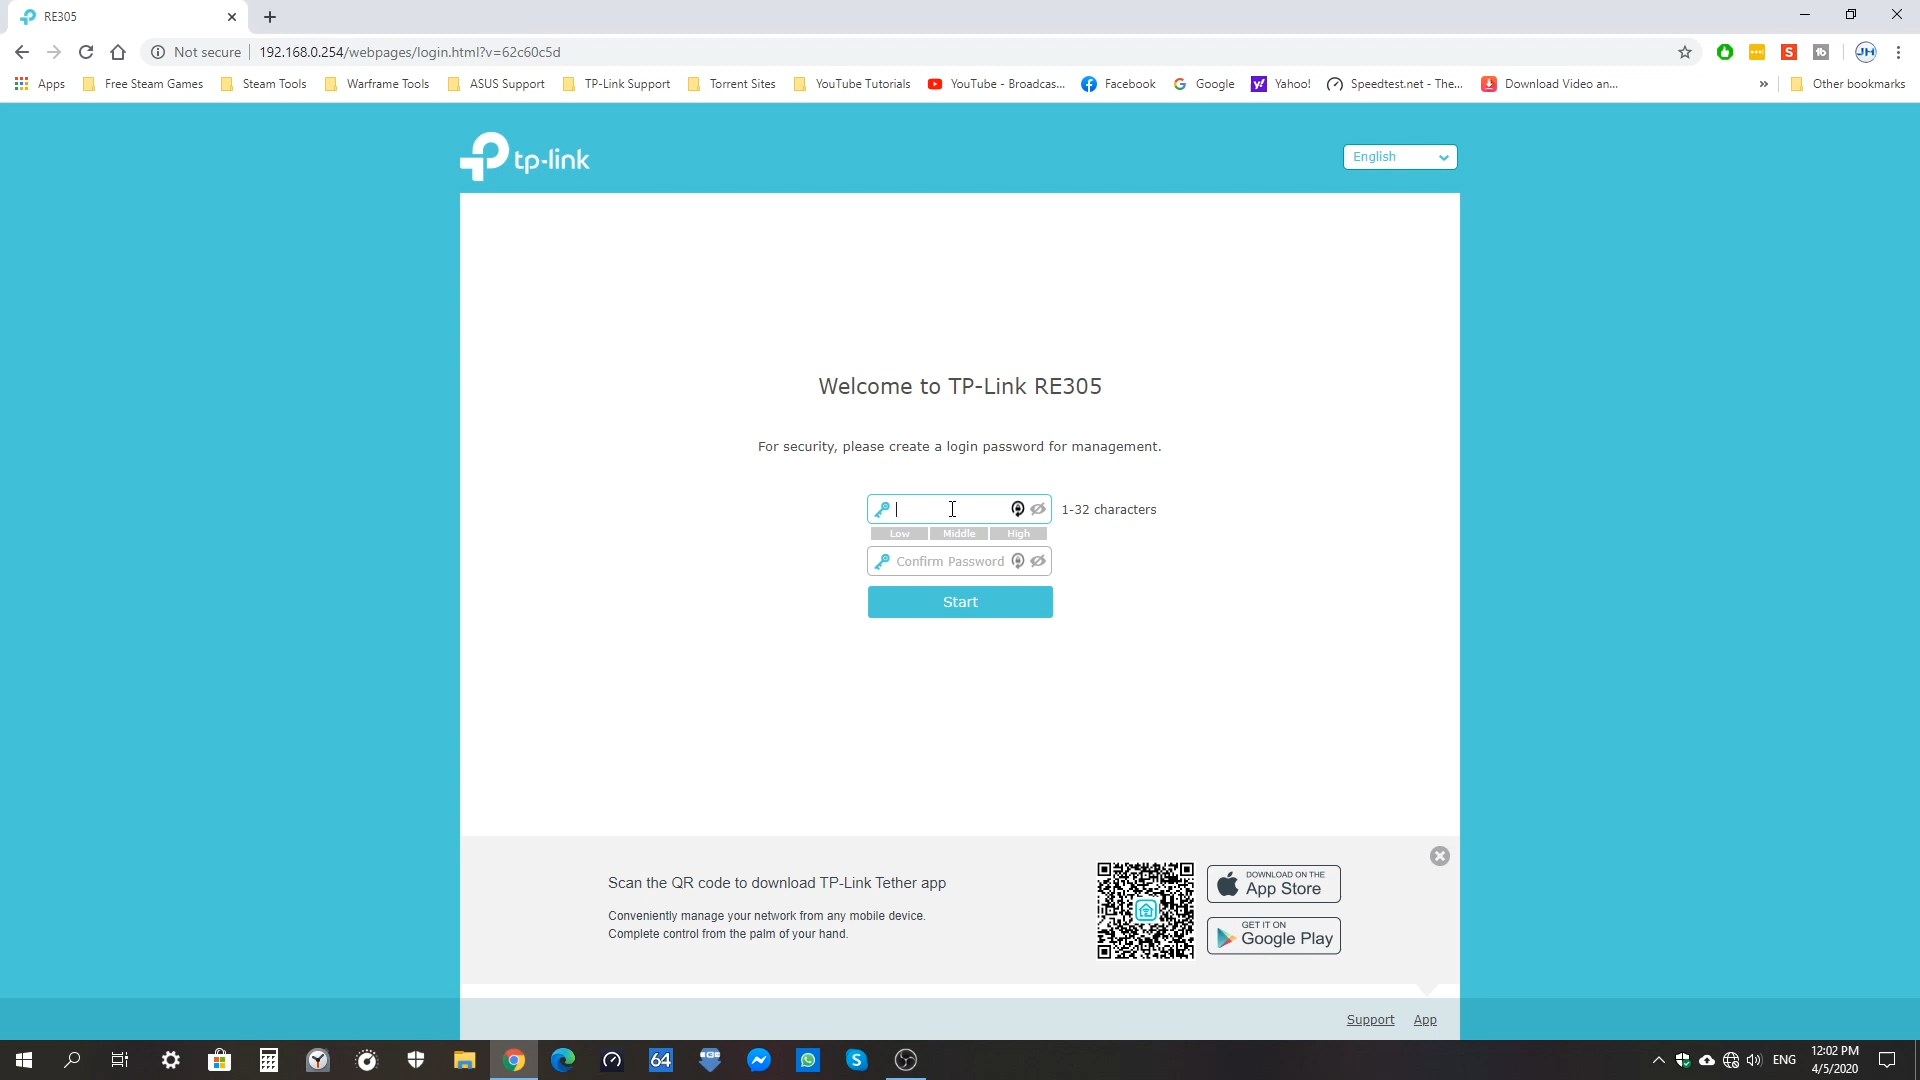 RE305
Not secure
192.168.0.254/webpages/login.html?v=62c60c5d
JH
Apps
Free Steam Games
Steam Tools
Warframe Tools
ASUS Support
TP-Link Support
Torrent Sites
YouTube Tutorials
YouTube - Broadcas...
Facebook
Google
Yahoo!
Speedtest.net - The...
Download Video an...
»
Other bookmarks
tp-link
English
Welcome to TP-Link RE305
For security, please create a login password for management.
1-32 characters
Low Middle High
Confirm Password
Start
Scan the QR code to download TP-Link Tether app
Conveniently manage your network from any mobile device.
Complete control from the palm of your hand.
DOWNLOAD ON THE
App Store
GET IT ON
Google Play
Support App
64
ENG
12:02 PM
4/5/2020